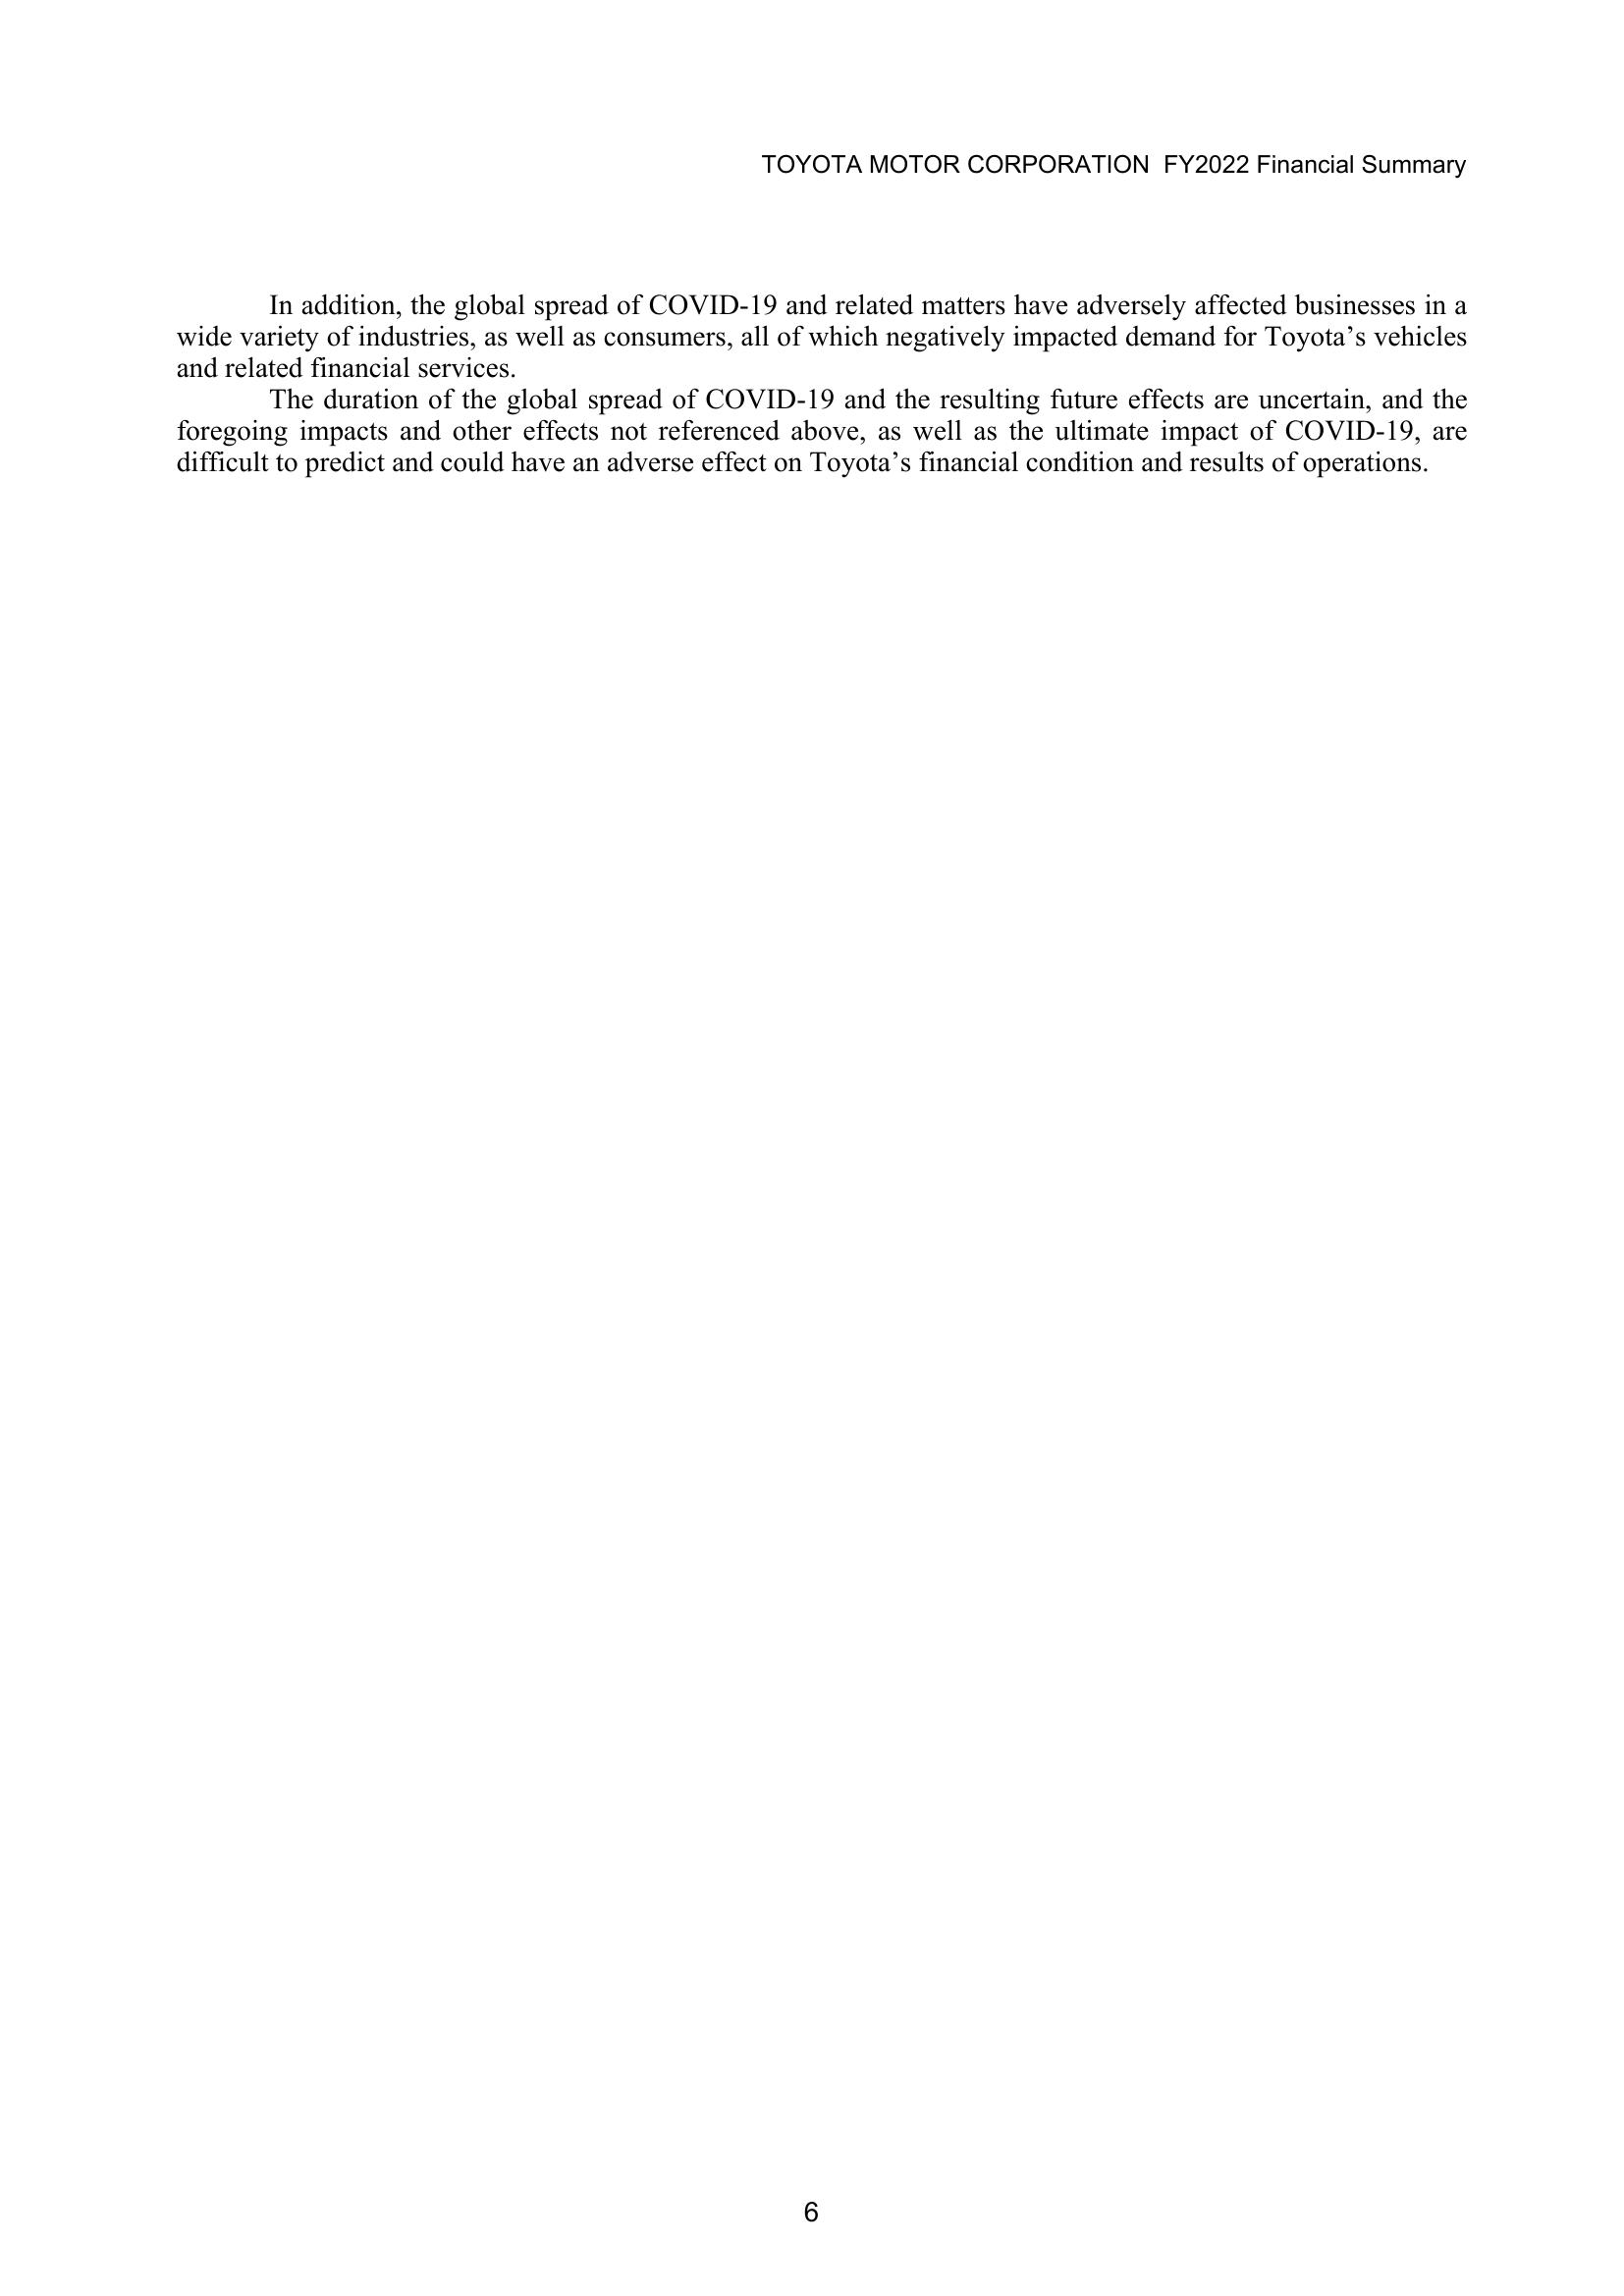 TOYOTA MOTOR CORPORATION  FY2022 Financial Summary
In addition, the global spread of COVID-19 and related matters have adversely affected businesses in a
wide variety of industries, as well as consumers, all of which negatively impacted demand for Toyota’s vehicles
and related financial services.
The duration of the global spread of COVID-19 and the resulting future effects are uncertain, and the
foregoing impacts and other effects not referenced above, as well as the ultimate impact of COVID-19, are
difficult to predict and could have an adverse effect on Toyota’s financial condition and results of operations.
6